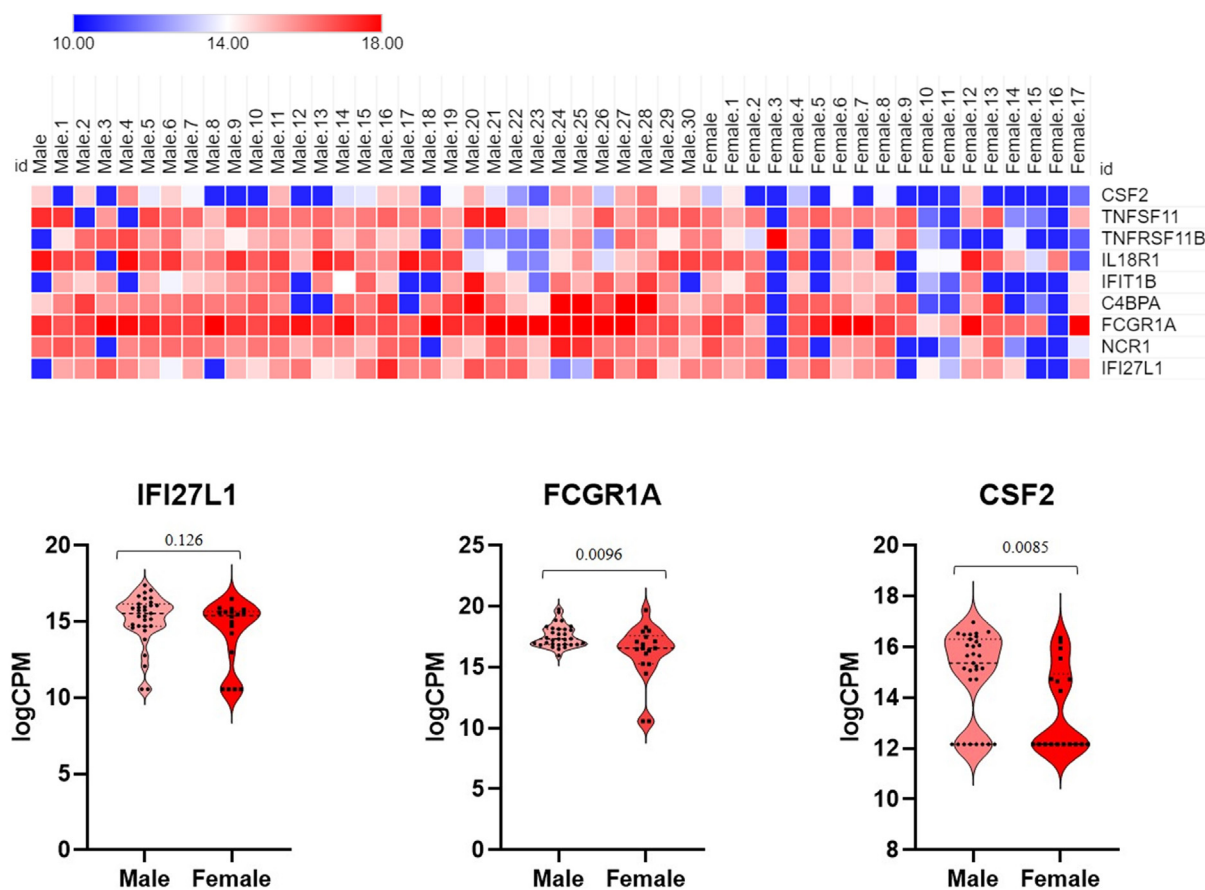 10.00 14.00 18.00
id Male Male.1 Male.2 Male.3 Male.4 Male.5 Male.6 Male.7 Male.8 Male.9 Male.10 Male.11 Male.12 Male.13 Male.14 Male.15 Male.16 Male.17 Male.18 Male.19 Male.20 Male.21 Male.22 Male.23 Male.24 Male.25 Male.26 Male.27 Male.28 Male.29 Male.30 Female Female.1 Female.2 Female.3 Female.4 Female.5 Female.6 Female.7 Female.8 Female.9 Female.10 Female.11 Female.12 Female.13 Female.14 Female.15 Female.16 Female.17 id
CSF2
TNFSF11
TNFRSF11B
IL18R1
IFIT1B
C4BPA
FCGR1A
NCR1
IFI27L1
IFI27L1
0.126
logCPM
20
15
10
5
0
Male Female
FCGR1A
0.0096
logCPM
25
20
15
10
5
0
Male Female
CSF2
0.0085
logCPM
20
18
16
14
12
10
8
Male Female